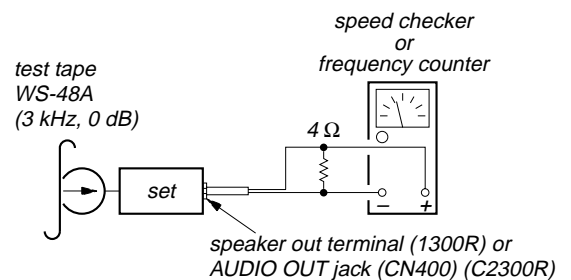 speed checker
or
frequency counter
test tape
WS-48A
(3 kHz, 0 dB)
4 Ω
set
– +
speaker out terminal (1300R) or
AUDIO OUT jack (CN400) (C2300R)